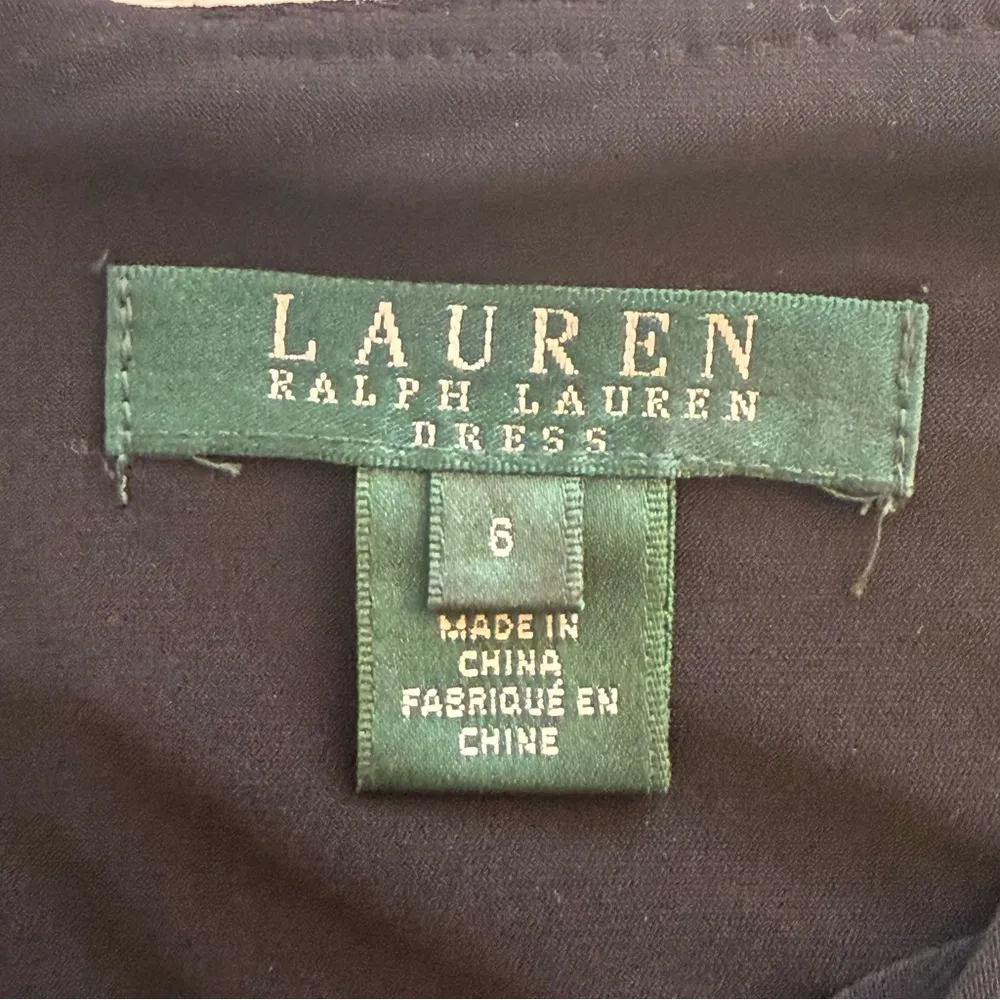 LAUREN
RALPH LAUREN
DRESS
6
MADE IN
CHINA
FABRIQUÉ EN
CHINE